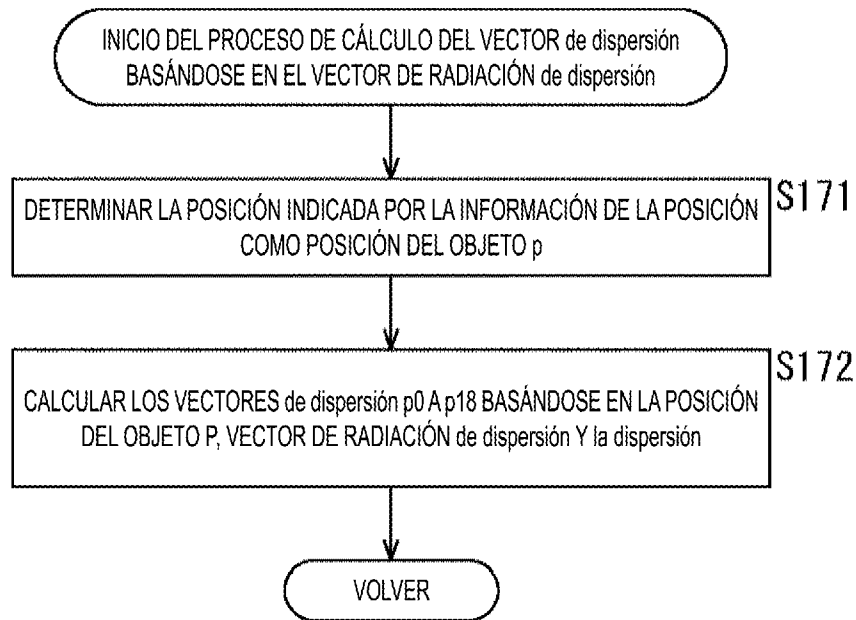 INICIO DEL PROCESO DE CÁLCULO DEL VECTOR de dispersión
BASÁNDOSE EN EL VECTOR DE RADIACIÓN de dispersión
S171
DETERMINAR LA POSICIÓN INDICADA POR LA INFORMACIÓN DE LA POSICIÓN
COMO POSICIÓN DEL OBJETO p
S172
CALCULAR LOS VECTORES de dispersión p0 A p18 BASÁNDOSE EN LA POSICIÓN
DEL OBJETO P, VECTOR DE RADIACIÓN de dispersión Y la dispersión
VOLVER